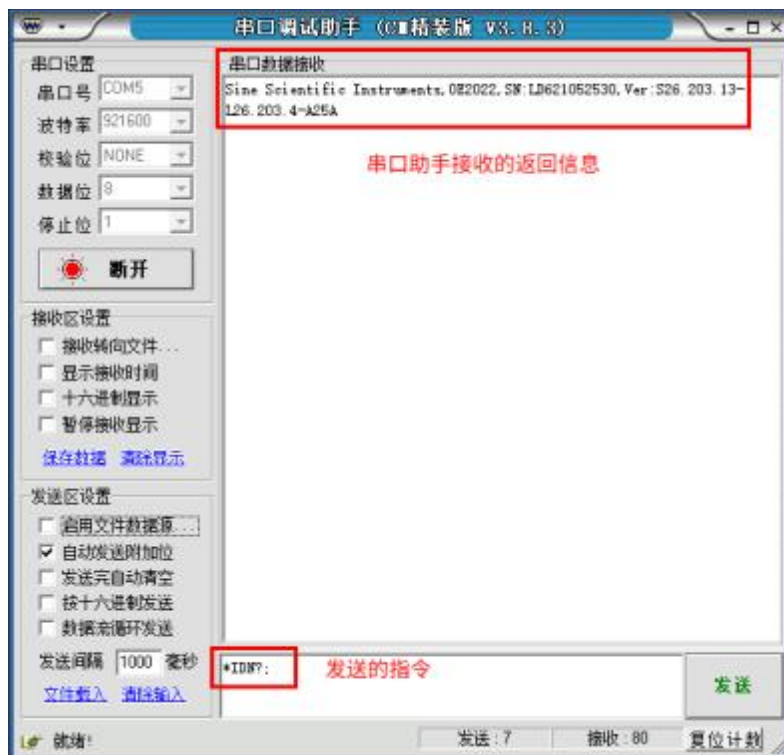 串口调试助手 (CM精装版 V3.8.3)
串口设置
串口号 COM5
波特率 921600
校验位 NONE
数据位 8
停止位 1
断开
接收区设置
接收转向文件...
显示接收时间
十六进制显示
暂停接收显示
保存数据 清除显示
发送区设置
启用文件数据源...
自动发送附加位
发送完自动清空
按十六进制发送
数据流循环发送
发送间隔 1000 毫秒
文件载入 清除输入
串口数据接收
Sine Scientific Instruments,OE2022,SN:LD621052530,Ver:S26.203.13-
L26.203.4-A25A
串口助手接收的返回信息
*IDN?;
发送的指令
发送
就绪!
发送:7
接收:80
复位计数